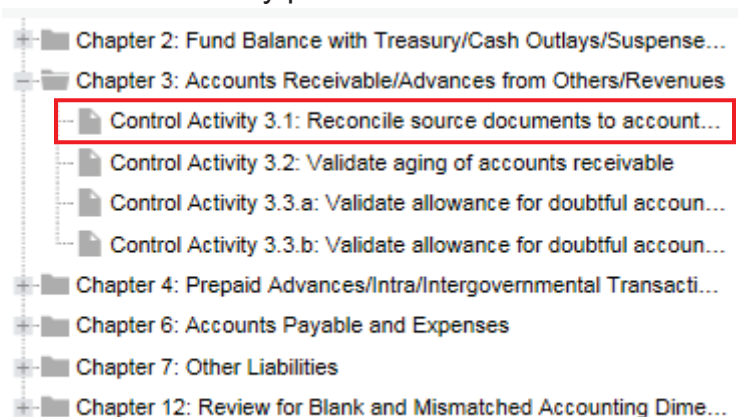 Chapter 2: Fund Balance with Treasury/Cash Outlays/Suspense...
Chapter 3: Accounts Receivable/Advances from Others/Revenues
Control Activity 3.1: Reconcile source documents to account...
Control Activity 3.2: Validate aging of accounts receivable
Control Activity 3.3.a: Validate allowance for doubtful accoun...
Control Activity 3.3.b: Validate allowance for doubtful accoun...
Chapter 4: Prepaid Advances/Intra/Intergovernmental Transacti...
Chapter 6: Accounts Payable and Expenses
Chapter 7: Other Liabilities
Chapter 12: Review for Blank and Mismatched Accounting Dime...